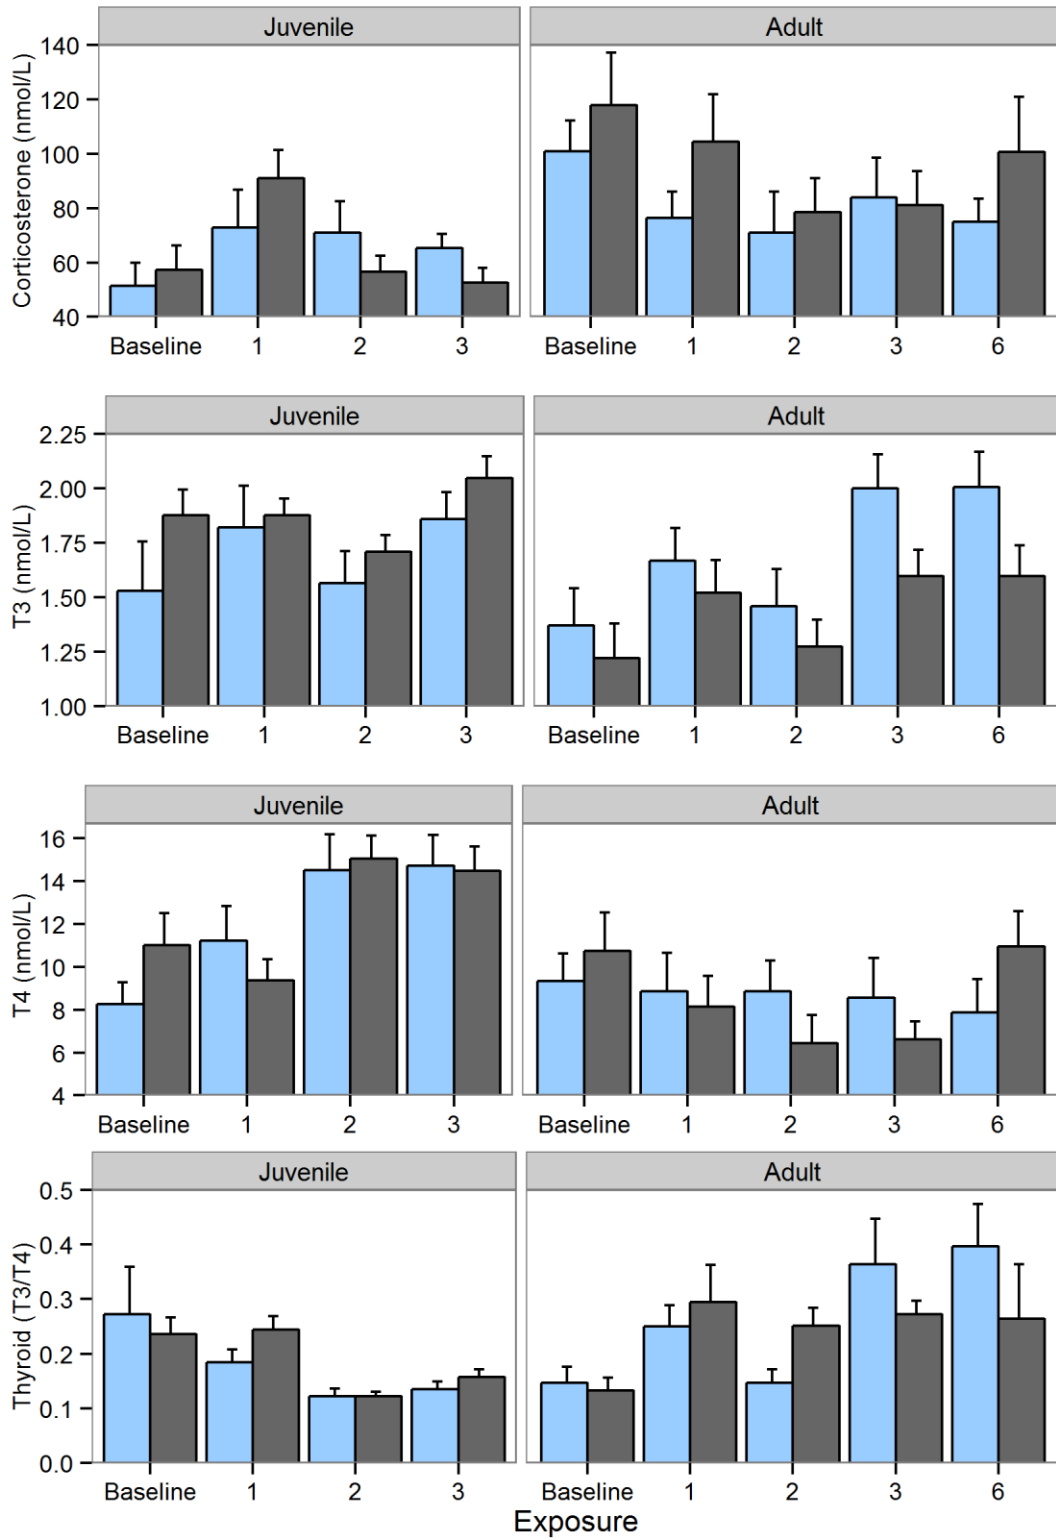 Juvenile Adult
Corticosterone (nmol/L)
140
120
100
80
60
40
Baseline 1 2 3 Baseline 1 2 3 6
Juvenile Adult
T3 (nmol/L)
2.25
2.00
1.75
1.50
1.25
1.00
Baseline 1 2 3 Baseline 1 2 3 6
Juvenile Adult
T4 (nmol/L)
16
14
12
10
8
6
4
Baseline 1 2 3 Baseline 1 2 3 6
Juvenile Adult
Thyroid (T3/T4)
0.5
0.4
0.3
0.2
0.1
0.0
Baseline 1 2 3 Baseline 1 2 3 6
Exposure